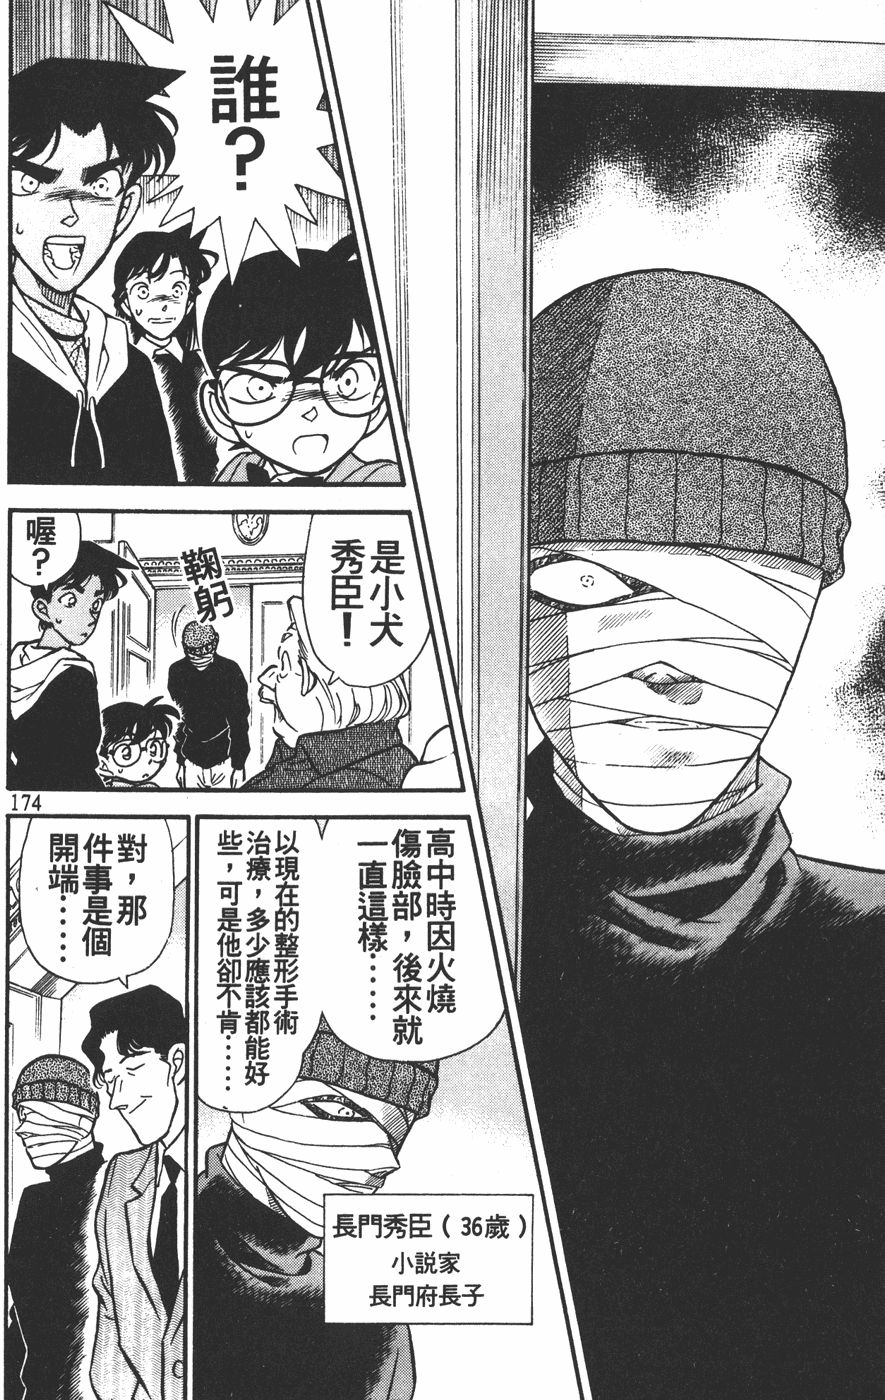 誰？
是小犬
秀臣！
鞠躬
喔？
174
高中時因火燒
傷臉部，後來就
一直這樣……
以現在的整形手術
治療，多少應該都能好
些，可是他卻不肯……
長門秀臣（36歲）
小說家
長門府長子
對，那
件事是個
開端……